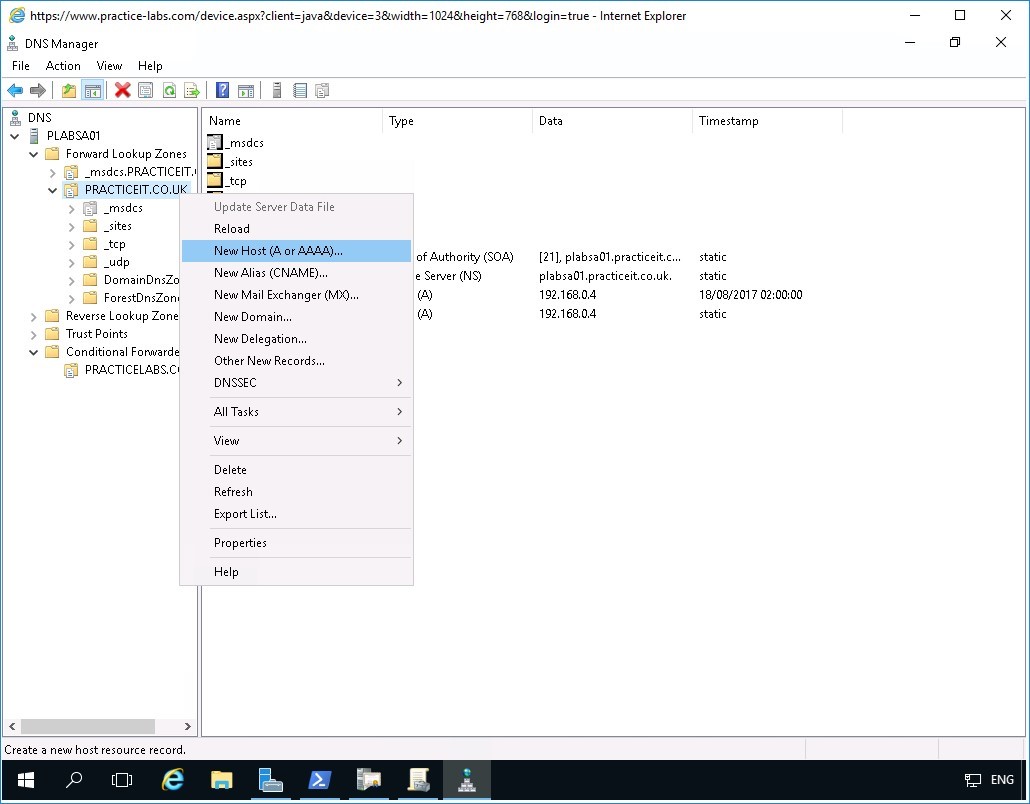 https://www.practice-labs.com/device.aspx?client=java&device=3&width=1024&height=768&login=true - Internet Explorer
DNS Manager
File Action View Help
DNS
PLABSA01
Forward Lookup Zones
_msdcs.PRACTICEIT.
PRACTICEIT.CO.UK
_msdcs
_sites
_tcp
_udp
DomainDnsZo
ForestDnsZon
Reverse Lookup Zone
Trust Points
Conditional Forwarde
PRACTICELABS.CO
Name Type Data Timestamp
_msdcs
_sites
_tcp
of Authority (SOA) [21], plabsa01.practiceit.c... static
e Server (NS) plabsa01.practiceit.co.uk. static
(A) 192.168.0.4 18/08/2017 02:00:00
(A) 192.168.0.4 static
Update Server Data File
Reload
New Host (A or AAAA)...
New Alias (CNAME)...
New Mail Exchanger (MX)...
New Domain...
New Delegation...
Other New Records...
DNSSEC
All Tasks
View
Delete
Refresh
Export List...
Properties
Help
Create a new host resource record.
ENG